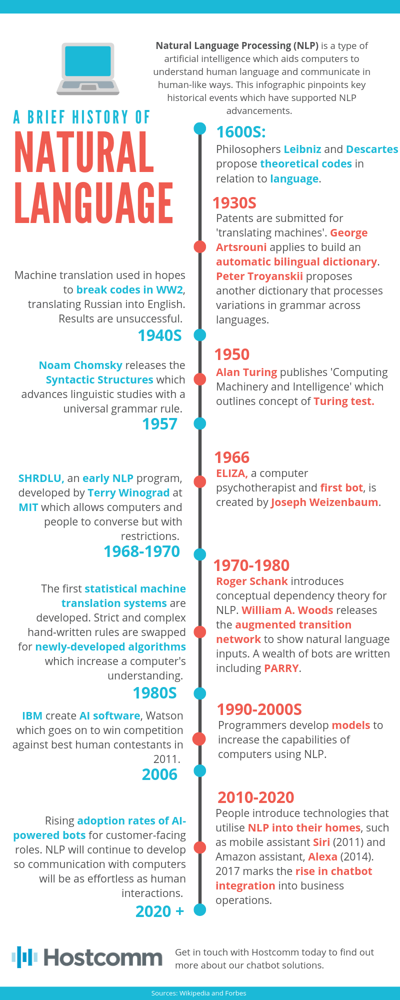 Natural Language Processing (NLP) is a type of
artificial intelligence which aids computers to
understand human language and communicate in
human-like ways. This infographic pinpoints key
historical events which have supported NLP
advancements.
A BRIEF HISTORY OF
NATURAL
LANGUAGE
1600S:
Philosophers Leibniz and Descartes
propose theoretical codes in
relation to language.
1930S
Patents are submitted for
'translating machines'. George
Artsrouni applies to build an
automatic bilingual dictionary.
Peter Troyanskii proposes
another dictionary that processes
variations in grammar across
languages.
Machine translation used in hopes
to break codes in WW2,
translating Russian into English.
Results are unsuccessful.
1940S
1950
Alan Turing publishes 'Computing
Machinery and Intelligence' which
outlines concept of Turing test.
Noam Chomsky releases the
Syntactic Structures which
advances linguistic studies with a
universal grammar rule.
1957
1966
ELIZA, a computer
psychotherapist and first bot, is
created by Joseph Weizenbaum.
SHRDLU, an early NLP program,
developed by Terry Winograd at
MIT which allows computers and
people to converse but with
restrictions.
1968-1970
1970-1980
Roger Schank introduces
conceptual dependency theory for
NLP. William A. Woods releases
the augmented transition
network to show natural language
inputs. A wealth of bots are written
including PARRY.
The first statistical machine
translation systems are
developed. Strict and complex
hand-written rules are swapped
for newly-developed algorithms
which increase a computer's
understanding.
1980S
1990-2000S
Programmers develop models to
increase the capabilities of
computers using NLP.
IBM create AI software, Watson
which goes on to win competition
against best human contestants in
2011.
2006
2010-2020
People introduce technologies that
utilise NLP into their homes, such
as mobile assistant Siri (2011) and
Amazon assistant, Alexa (2014).
2017 marks the rise in chatbot
integration into business
operations.
Rising adoption rates of AI-
powered bots for customer-facing
roles. NLP will continue to develop
so communication with computers
will be as effortless as human
interactions.
2020 +
Hostcomm
Get in touch with Hostcomm today to find out
more about our chatbot solutions.
Sources: Wikipedia and Forbes